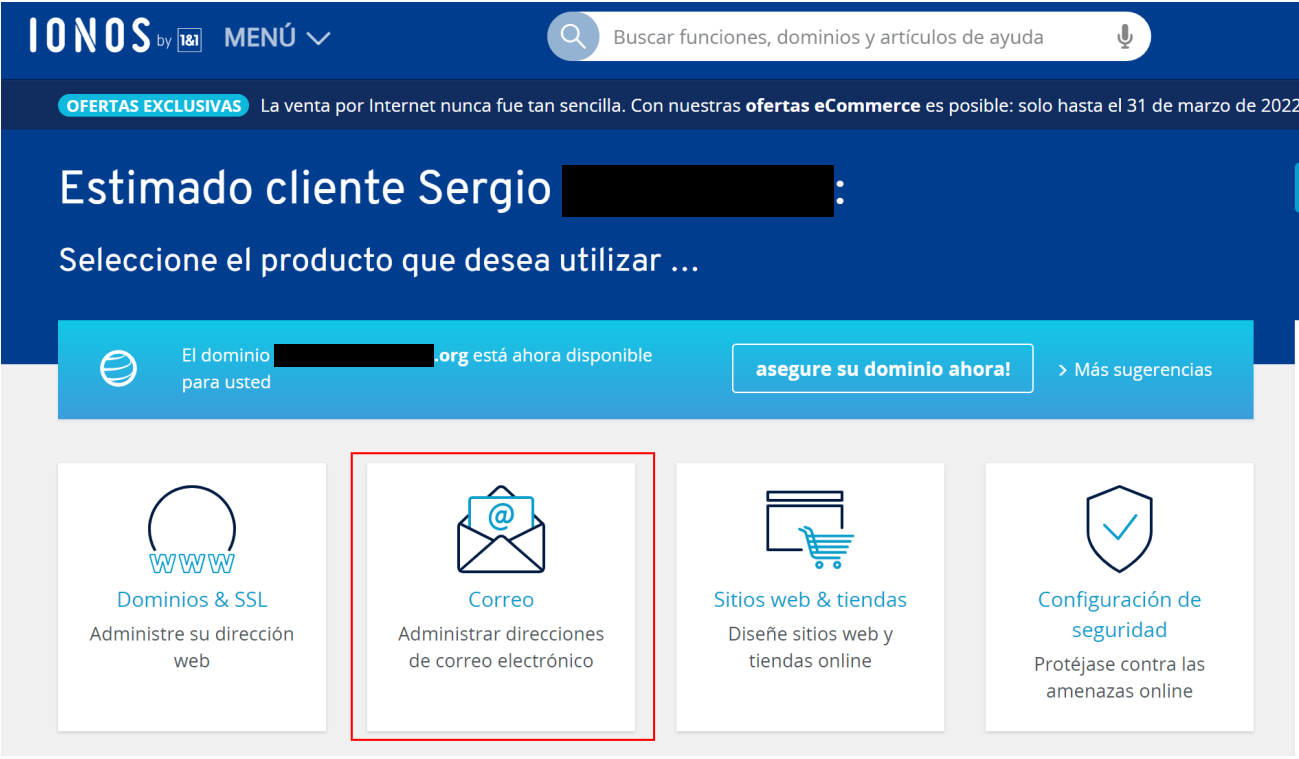 IONOS by 1&1 MENÚ
Buscar funciones, dominios y artículos de ayuda
OFERTAS EXCLUSIVAS La venta por Internet nunca fue tan sencilla. Con nuestras ofertas eCommerce es posible: solo hasta el 31 de marzo de 2022
Estimado cliente Sergio :
Seleccione el producto que desea utilizar ...
El dominio .org está ahora disponible
para usted
asegure su dominio ahora!
> Más sugerencias
WWW
Dominios & SSL
Administre su dirección
web
@
Correo
Administrar direcciones
de correo electrónico
Sitios web & tiendas
Diseñe sitios web y
tiendas online
Configuración de
seguridad
Protéjase contra las
amenazas online